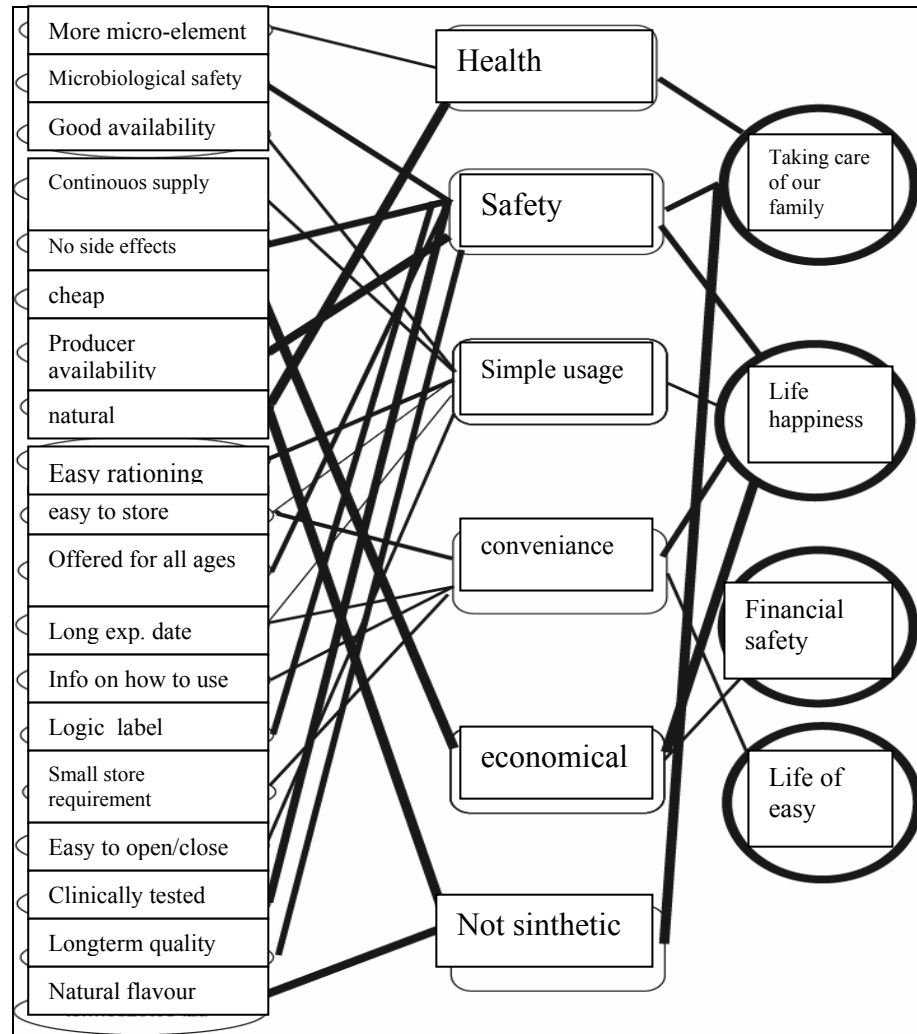 More micro-element
Microbiological safety
Good availability
Continouos supply
No side effects
cheap
Producer
availability
natural
Easy rationing
easy to store
Offered for all ages
Long exp. date
Info on how to use
Logic label
Small store
requirement
Easy to open/close
Clinically tested
Longterm quality
Natural flavour
Health
Safety
Simple usage
conveniance
economical
Not sinthetic
Taking care
of our
family
Life
happiness
Financial
safety
Life of
easy